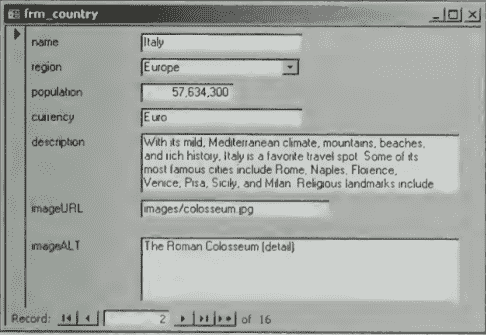 frm_country
name Italy
region Europe
population 57,634,300
currency Euro
description With its mild, Mediterranean climate, mountains, beaches,
and rich history, Italy is a favorite travel spot. Some of its
most famous cities include Rome, Naples, Florence,
Venice, Pisa, Sicily, and Milan. Religious landmarks include
imageURL images/colosseum.jpg
imageALT The Roman Colosseum (detail)
Record: 2 of 16